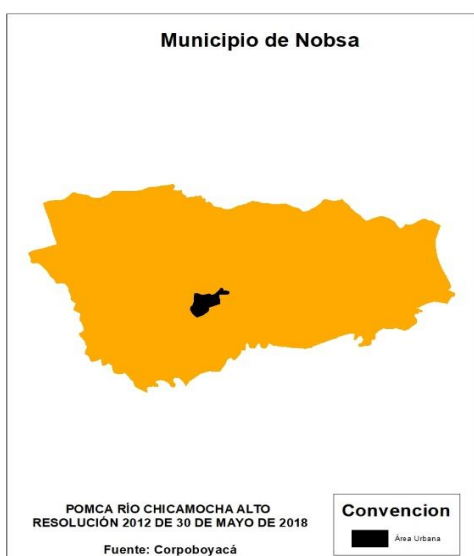 Municipio de Nobsa
POMCA RÍO CHICAMOCHA ALTO
RESOLUCIÓN 2012 DE 30 DE MAYO DE 2018
Fuente: Corpoboyacá
Convencion
Área Urbana